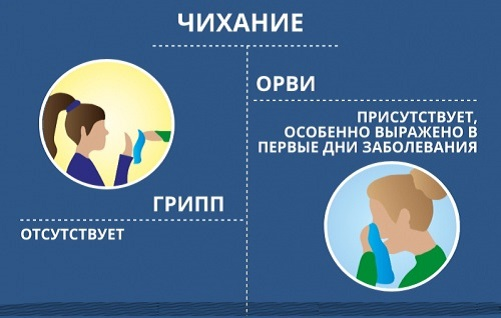 ЧИХАНИЕ
ОРВИ
ПРИСУТСТВУЕТ,
ОСОБЕННО ВЫРАЖЕНО В
ПЕРВЫЕ ДНИ ЗАБОЛЕВАНИЯ
ГРИПП
ОТСУТСТВУЕТ